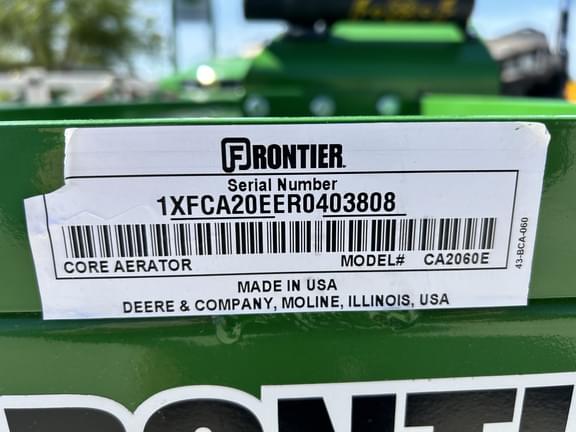 FRONTIER
Serial Number
1XFCA20EER0403808
CORE AERATOR MODEL# CA2060E
43-BCA-060
MADE IN USA
DEERE & COMPANY, MOLINE, ILLINOIS, USA